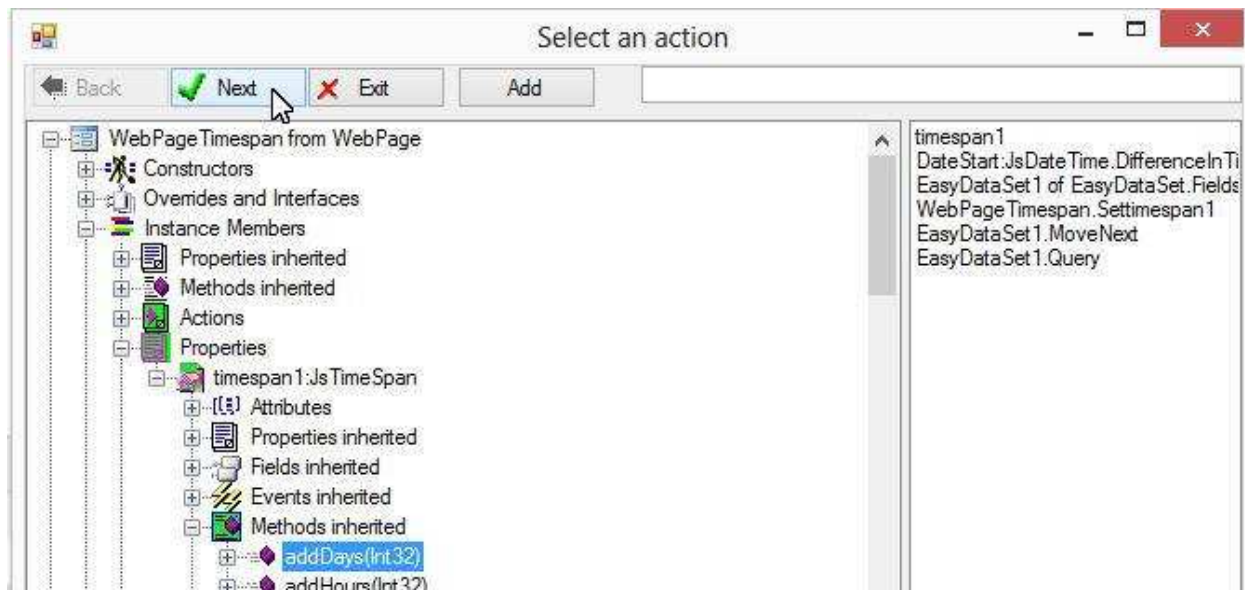 Select an action
Back Next Exit Add
WebPageTimespan from WebPage
Constructors
Overrides and Interfaces
Instance Members
Properties inherited
Methods inherited
Actions
Properties
timespan1:JsTimeSpan
Attributes
Properties inherited
Fields inherited
Events inherited
Methods inherited
addDays(Int32)
addHours(Int32)
timespan1
DateStart:JsDateTime.DifferenceInTi
EasyDataSet1 of EasyDataSet.Fields
WebPageTimespan.Settimespan1
EasyDataSet1.MoveNext
EasyDataSet1.Query